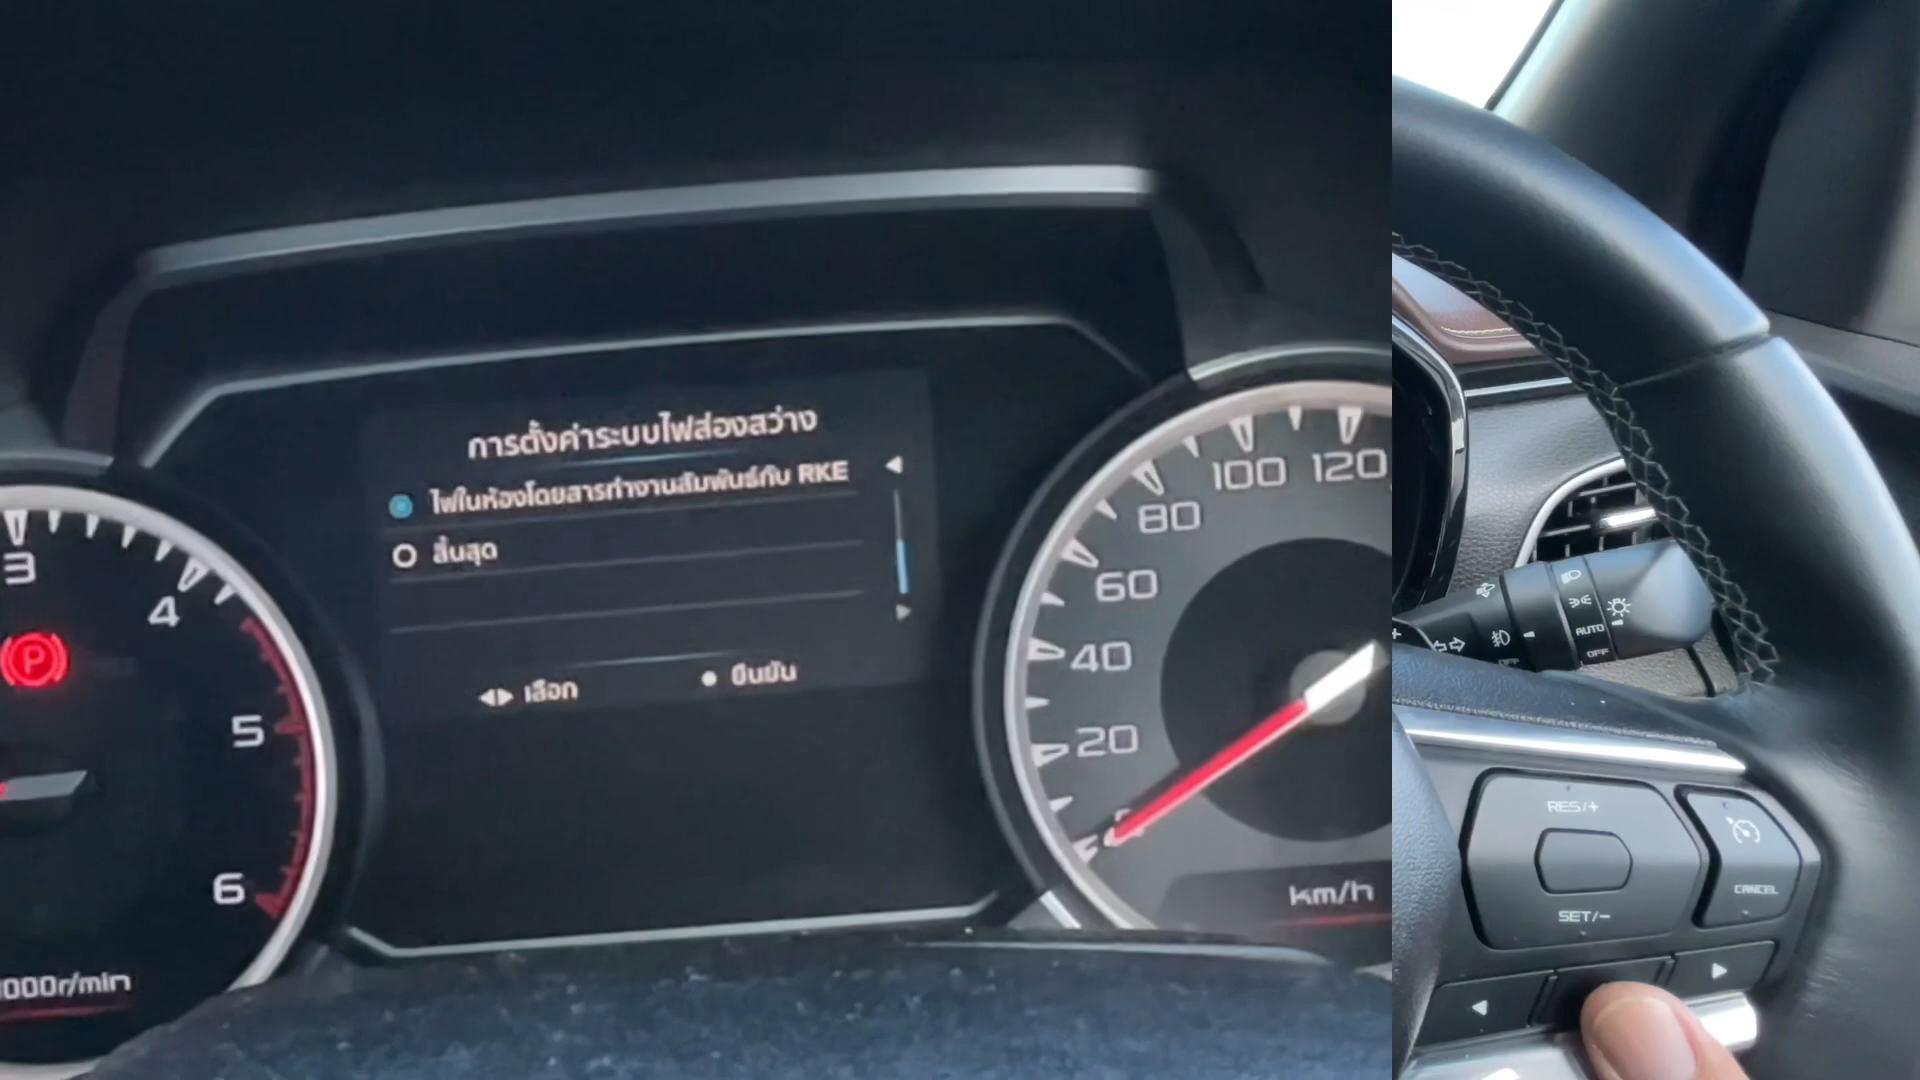 การตั้งค่าระบบไฟส่องสว่าง
ไฟในห้องโดยสารทำงานสัมพันธ์กับ RKE
สิ้นสุด
เลือก
ยืนยัน
3
4
5
6
P
1000r/min
20
40
60
80
100
120
km/h
AUTO
OFF
OFF
RES/+
SET/-
CANCEL